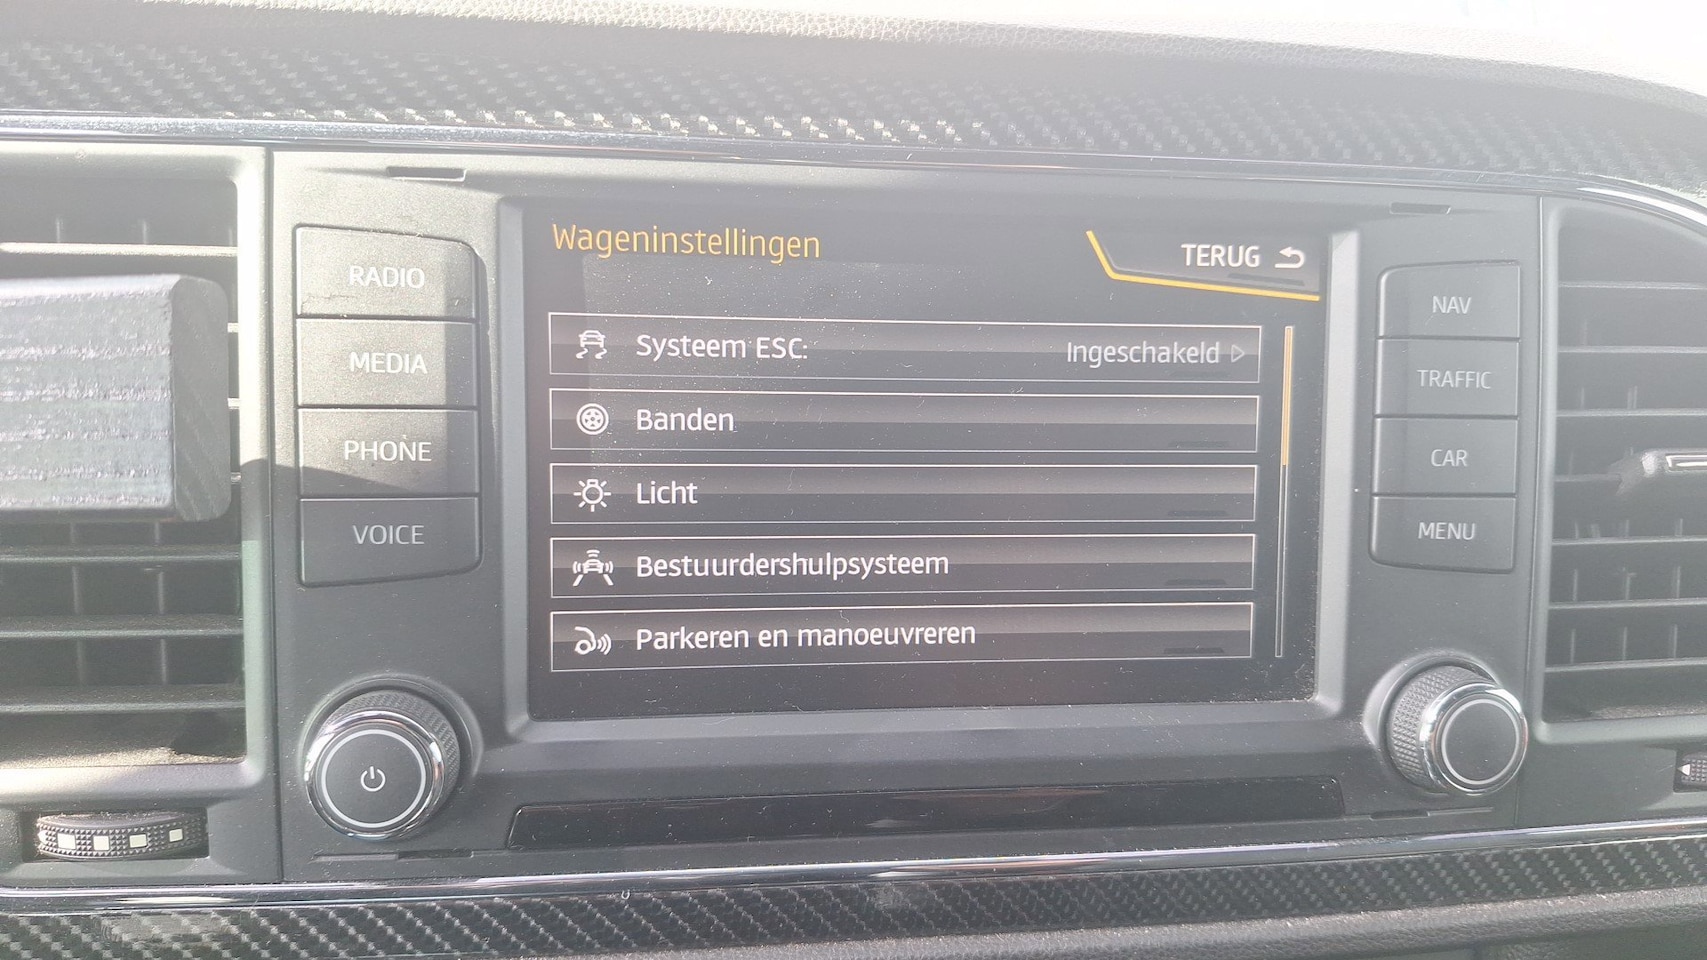 Wageninstellingen
TERUG
RADIO
MEDIA
PHONE
VOICE
Systeem ESC: Ingeschakeld
Banden
Licht
Bestuurdershulpsysteem
Parkeren en manoeuvreren
NAV
TRAFFIC
CAR
MENU